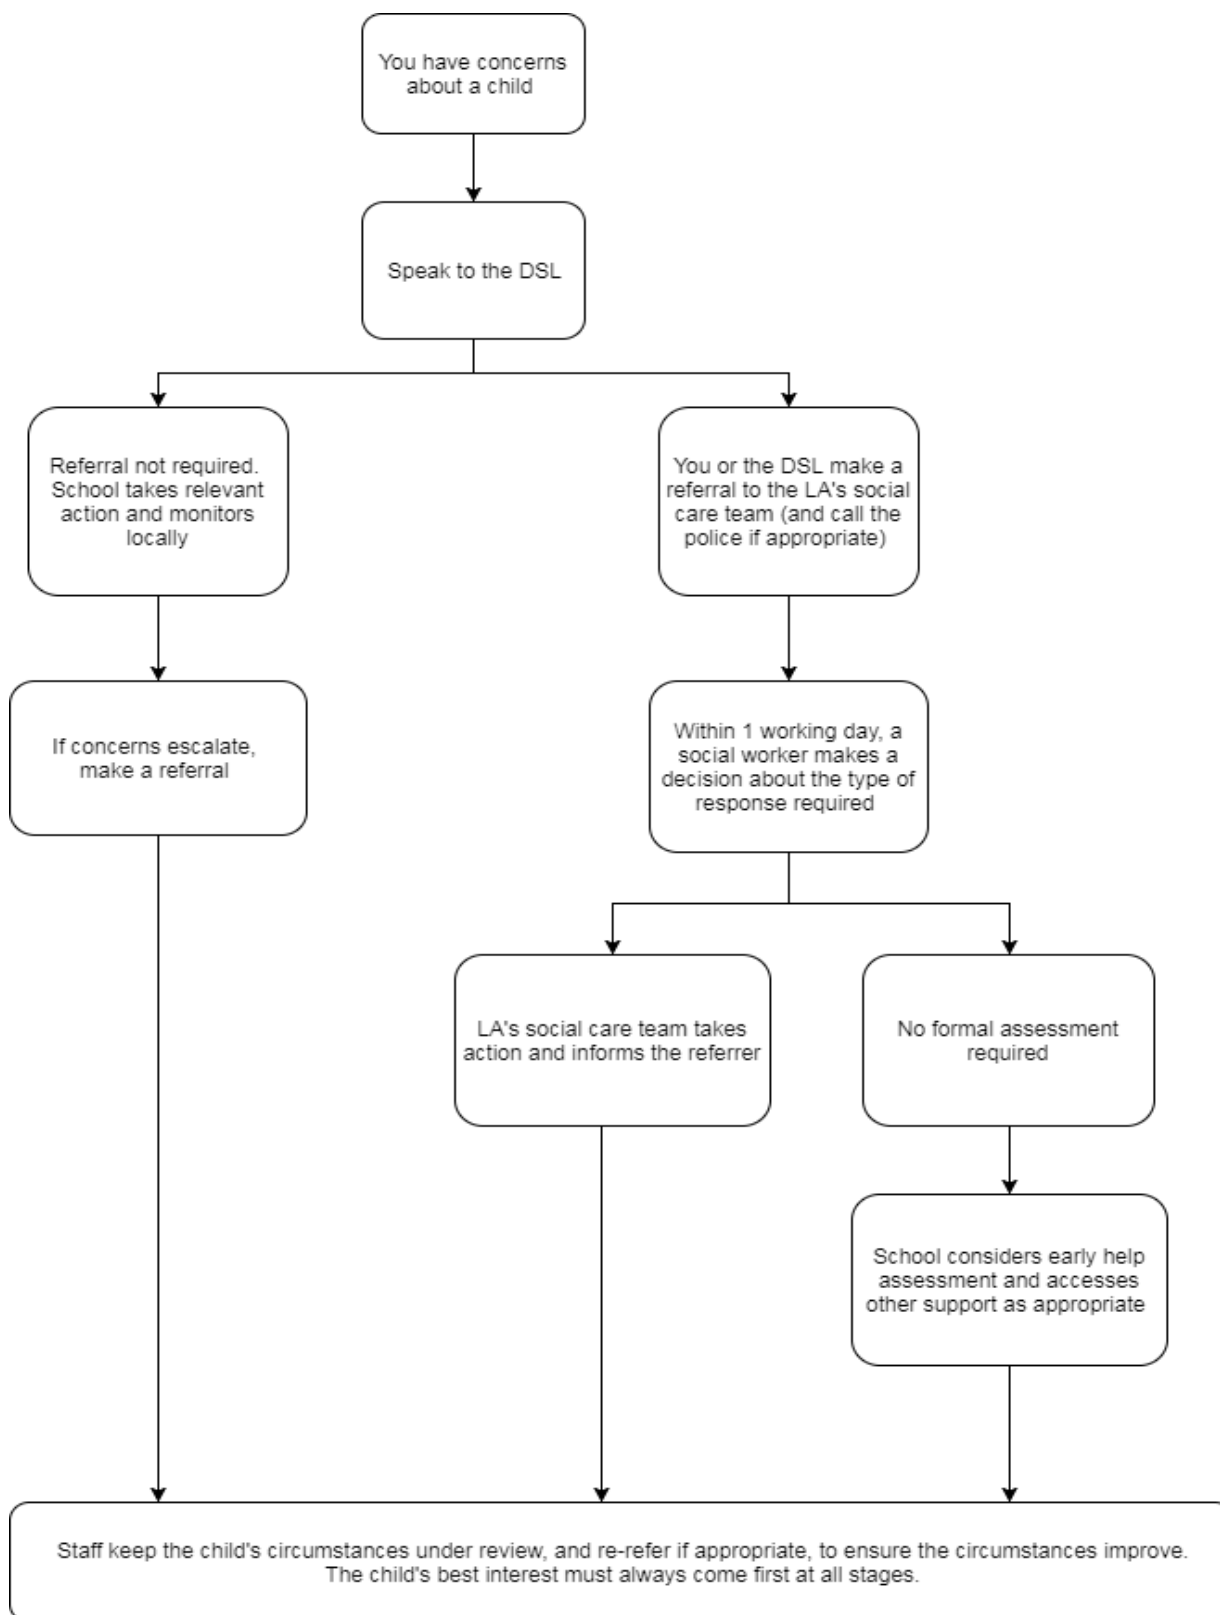 You have concerns
about a child
Speak to the DSL
Referral not required.
School takes relevant
action and monitors
locally
You or the DSL make a
referral to the LA's social
care team (and call the
police if appropriate)
If concerns escalate,
make a referral
Within 1 working day, a
social worker makes a
decision about the type of
response required
LA's social care team takes
action and informs the referrer
No formal assessment
required
School considers early help
assessment and accesses
other support as appropriate
Staff keep the child's circumstances under review, and re-refer if appropriate, to ensure the circumstances improve.
The child's best interest must always come first at all stages.